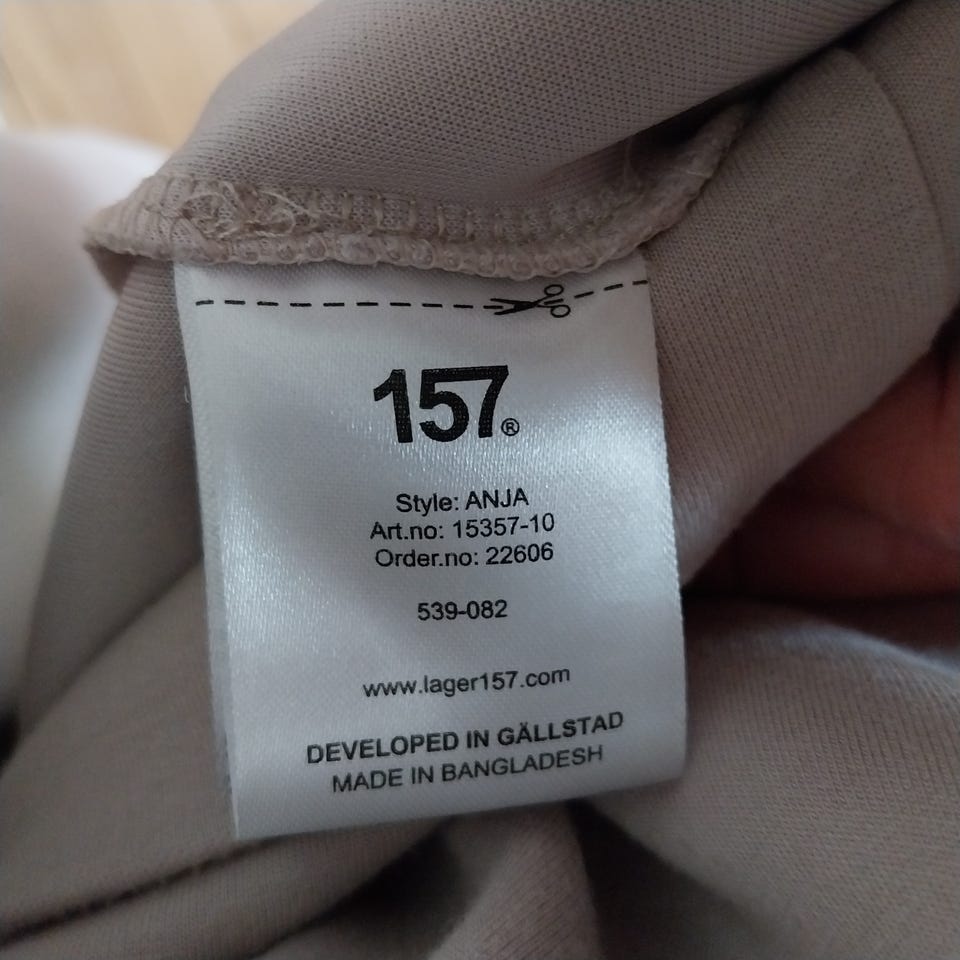 157®
Style: ANJA
Art.no: 15357-10
Order.no: 22606
539-082
www.lager157.com
DEVELOPED IN GÄLLSTAD
MADE IN BANGLADESH